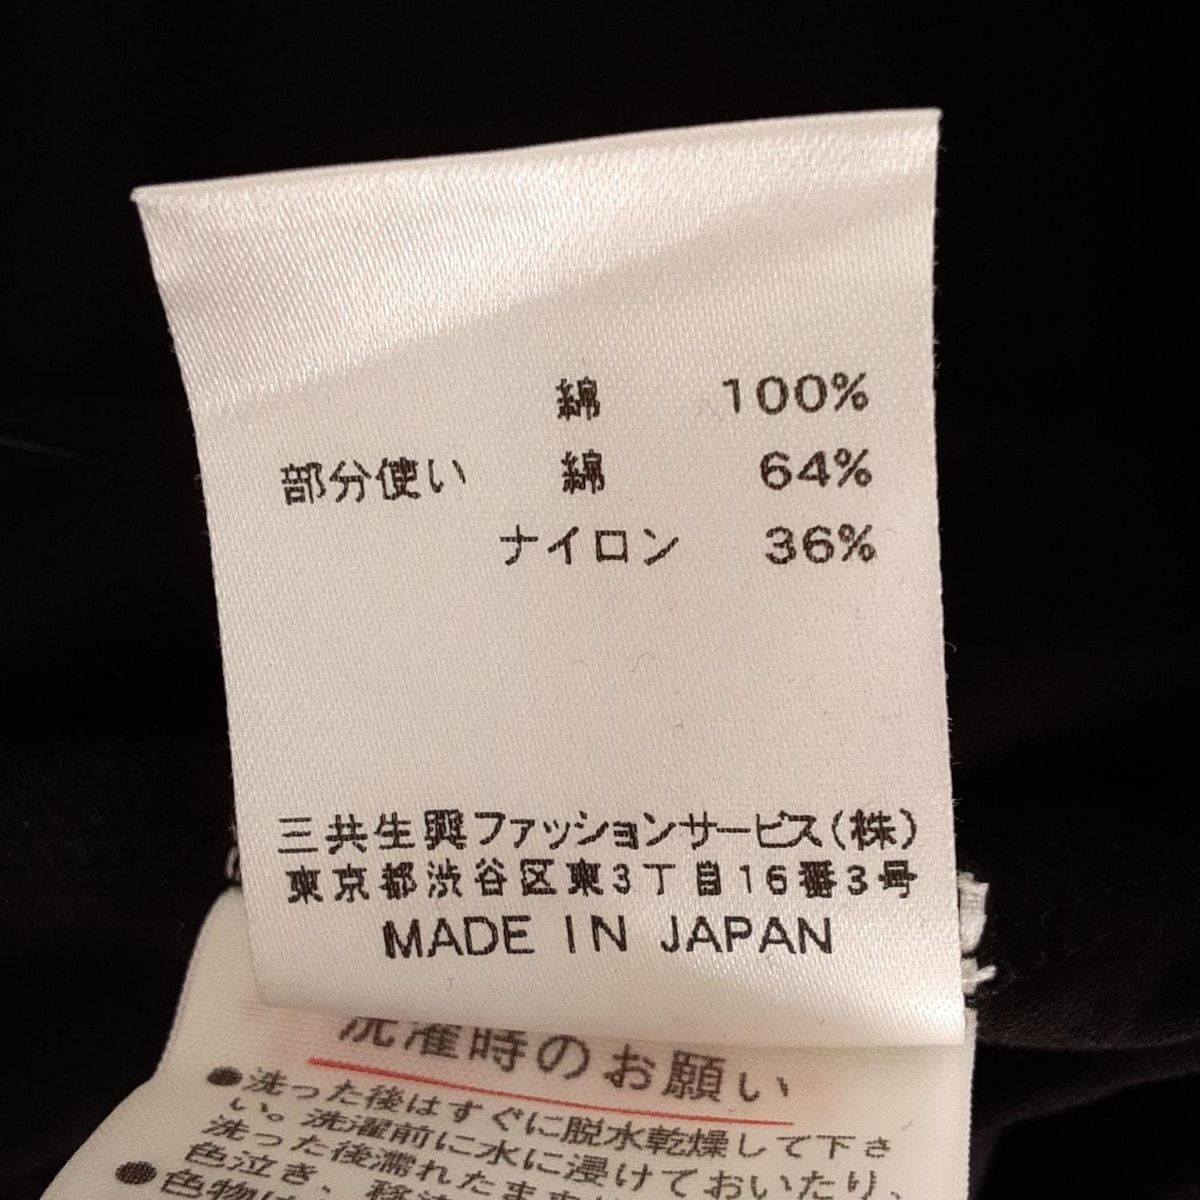 綿 100%
部分使い 綿 64%
ナイロン 36%
三共生興ファッションサービス(株)
東京都渋谷区東3丁目16番3号
MADE IN JAPAN
洗濯時のお願い
●洗った後はすぐに脱水乾燥して下さ
い。洗濯前に水に浸けておいたり、
洗った後濡れたまま
色泣き、移
●色物は